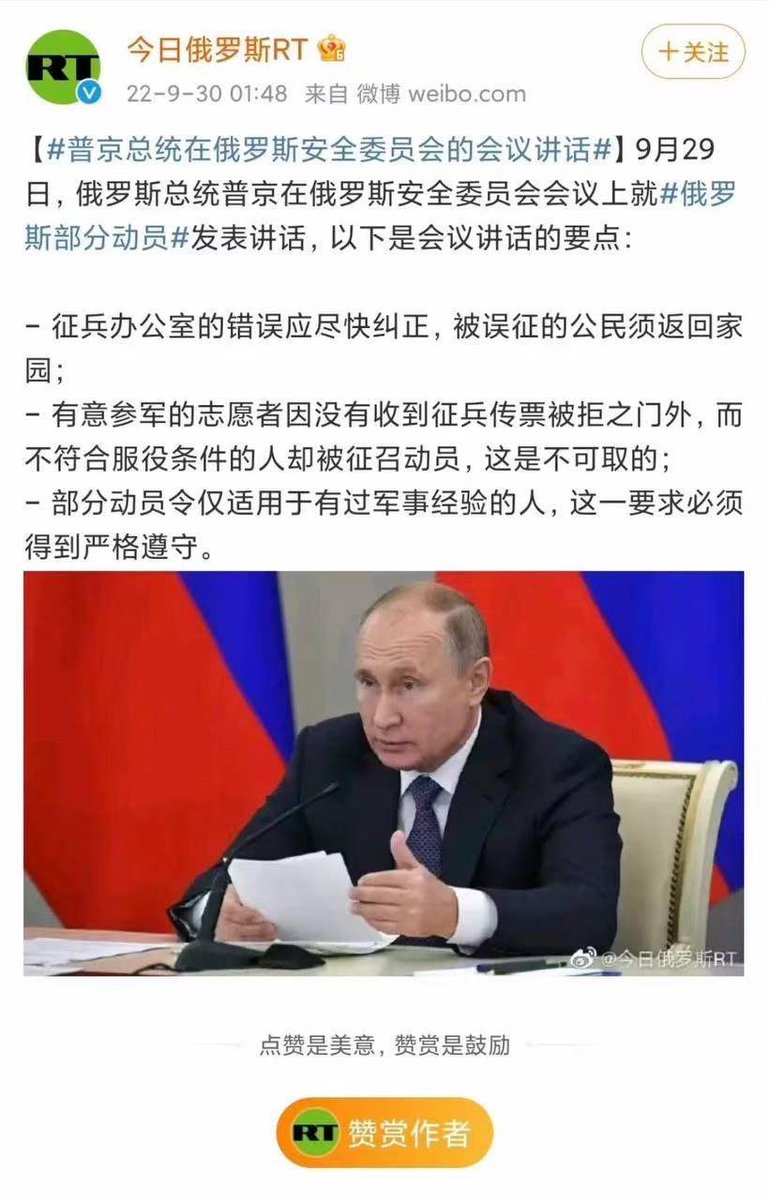 今日俄罗斯RT
+关注
22-9-30 01:48 来自 微博 weibo.com
【#普京总统在俄罗斯安全委员会的会议讲话#】9月29
日，俄罗斯总统普京在俄罗斯安全委员会会议上就#俄罗
斯部分动员#发表讲话，以下是会议讲话的要点：
- 征兵办公室的错误应尽快纠正，被误征的公民须返回家
园；
- 有意参军的志愿者因没有收到征兵传票被拒之门外，而
不符合服役条件的人却被征召动员，这是不可取的；
- 部分动员令仅适用于有过军事经验的人，这一要求必须
得到严格遵守。
@今日俄罗斯RT
点赞是美意，赞赏是鼓励
RT 赞赏作者
RT